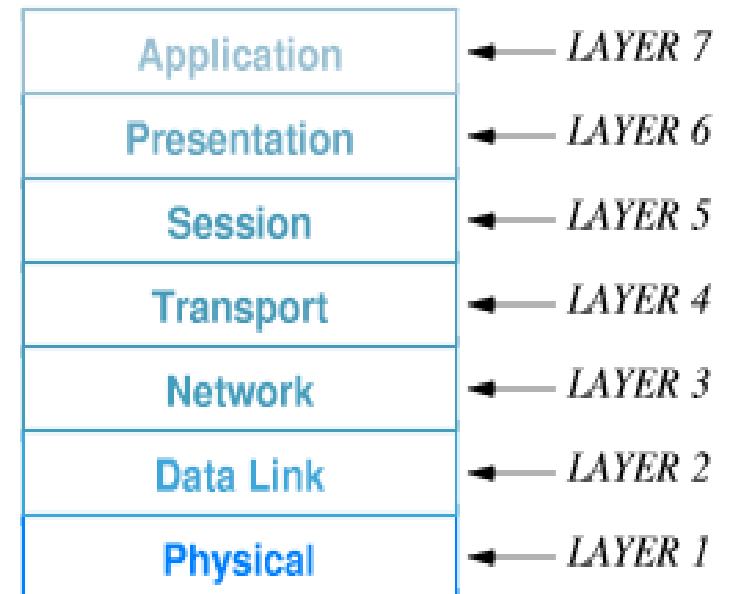 Application LAYER 7
Presentation LAYER 6
Session LAYER 5
Transport LAYER 4
Network LAYER 3
Data Link LAYER 2
Physical LAYER 1